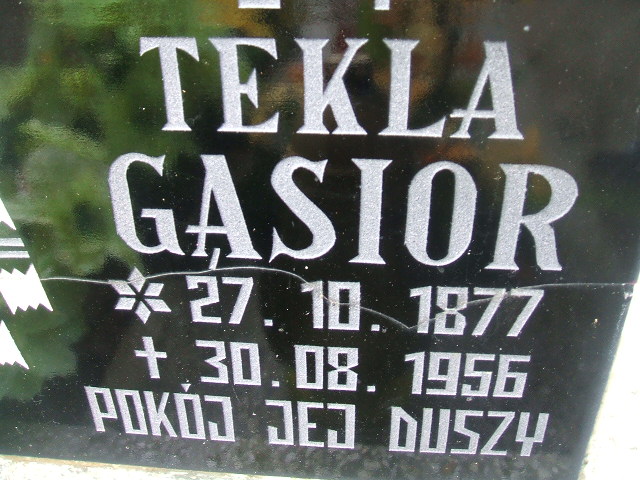 TEKLA
GĄSIOR
* 27. 10. 1877
✝ 30. 08. 1956
POKÓJ JEJ DUSZY